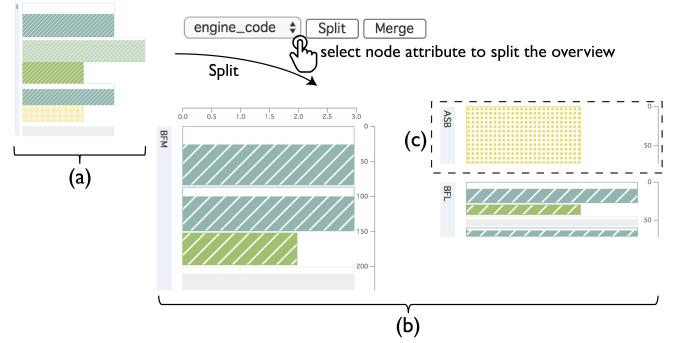 engine_code Split Merge
select node attribute to split the overview
Split
(a)
0.0 0.5 1.0 1.5 2.0 2.5 3.0
BFM
0
50
100
150
200
(c)
ASB
0
50
BFL
0
50
(b)